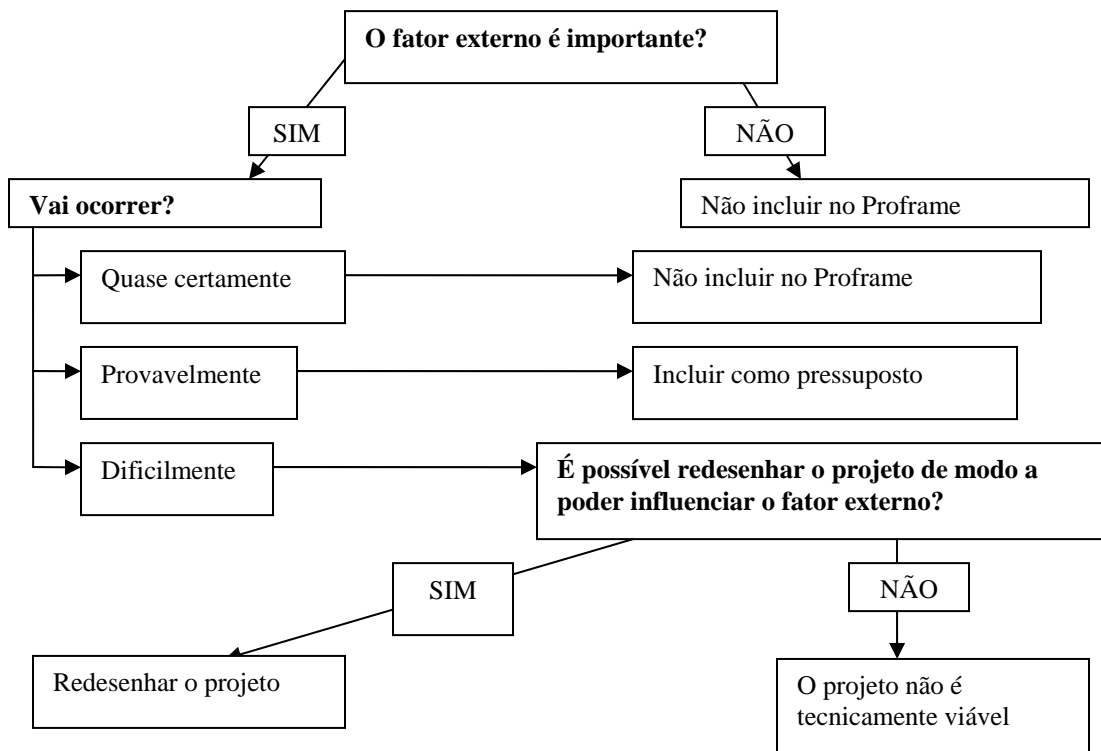 O fator externo é importante?
SIM
NÃO
Vai ocorrer?
Não incluir no Proframe
Quase certamente
Não incluir no Proframe
Provavelmente
Incluir como pressuposto
Dificilmente
É possível redesenhar o projeto de modo a
poder influenciar o fator externo?
SIM
NÃO
Redesenhar o projeto
O projeto não é
tecnicamente viável